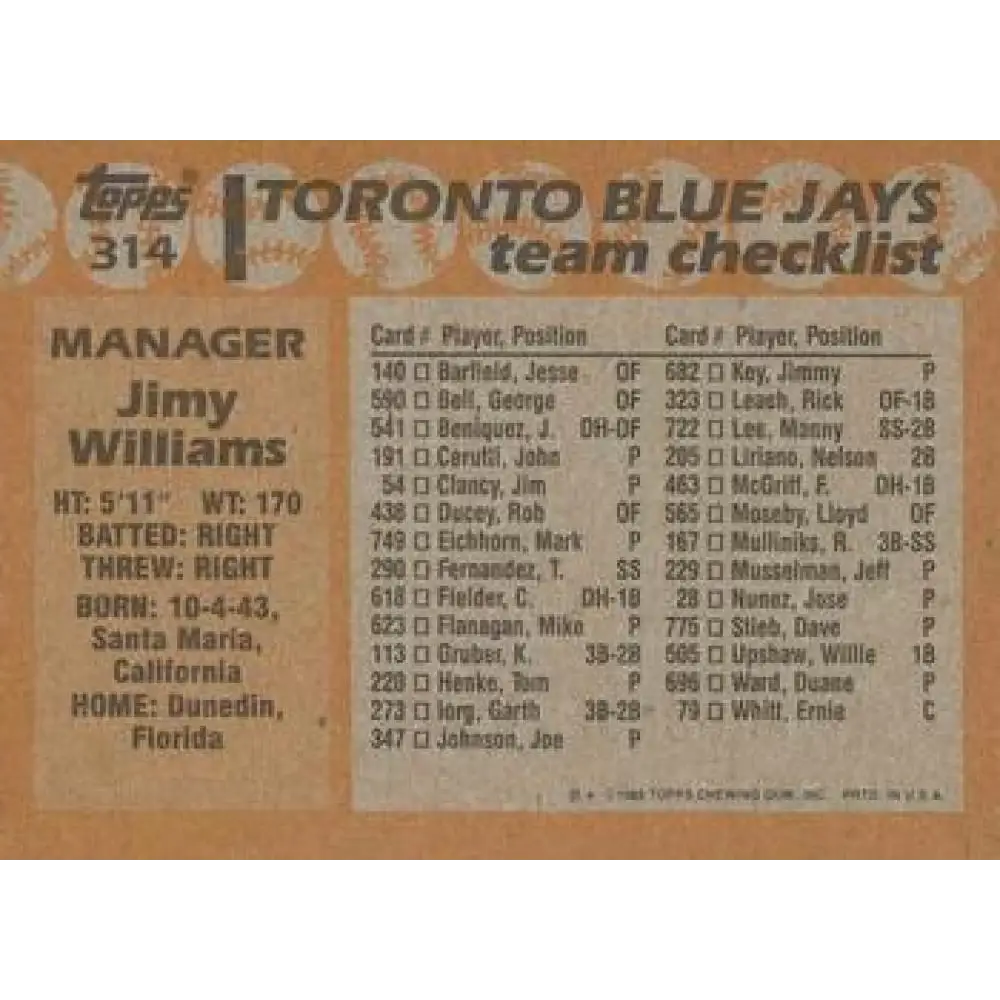 topps
314
TORONTO BLUE JAYS
team checklist
MANAGER
Jimy
Williams
HT: 5'11" WT: 170
BATTED: RIGHT
THREW: RIGHT
BORN: 10-4-43,
Santa Maria,
California
HOME: Dunedin,
Florida
Card # Player, Position
140 □ Barfield, Jesse OF
590 □ Bell, George OF
541 □ Beniquez, J. DH-OF
191 □ Cerutti, John P
54 □ Clancy, Jim P
438 □ Ducey, Rob OF
749 □ Eichhorn, Mark P
290 □ Fernandez, T. SS
618 □ Fielder, C. DH-1B
623 □ Flanagan, Mike P
113 □ Gruber, K. 3B-2B
220 □ Henke, Tom P
273 □ Iorg, Garth 3B-2B
347 □ Johnson, Joe P
Card # Player, Position
682 □ Key, Jimmy P
323 □ Leach, Rick OF-1B
722 □ Lee, Manny SS-2B
205 □ Liriano, Nelson 2B
463 □ McGriff, F. DH-1B
565 □ Moseby, Lloyd OF
167 □ Mulliniks, R. 3B-SS
229 □ Musselman, Jeff P
28 □ Nunez, Jose P
775 □ Stieb, Dave P
505 □ Upshaw, Willie 1B
696 □ Ward, Duane P
79 □ Whitt, Ernie C
TOPPS CHEWING GUM, INC. PRTD. IN U.S.A.